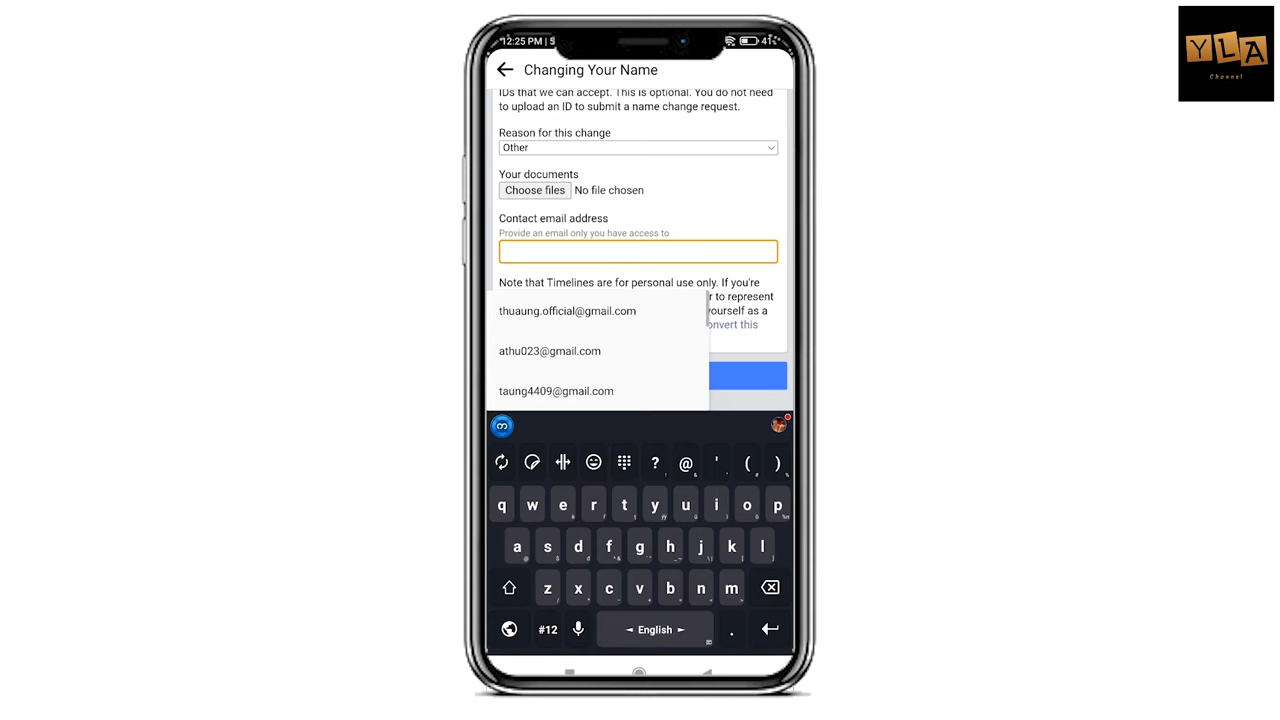 12:25 PM | 5
41
Changing Your Name
YLA
Channel
IDs that we can accept. This is optional. You do not need
to upload an ID to submit a name change request.
Reason for this change
Other
Your documents
Choose files No file chosen
Contact email address
Provide an email only you have access to
Note that Timelines are for personal use only. If you're
r to represent
thuaung.official@gmail.com
yourself as a
onvert this
athu023@gmail.com
taung4409@gmail.com
? @ ' ( )
q w e r t y u i o p
a s d f g h j k l
z x c v b n m
#12 English .